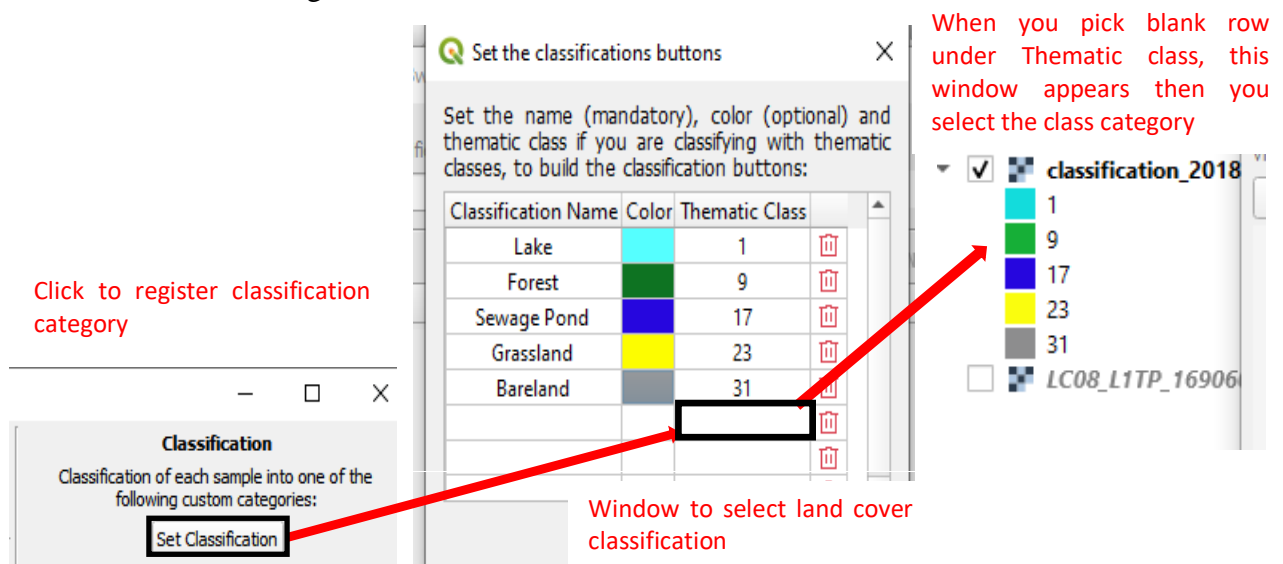 When you pick blank row
under Thematic class, this
window appears then you
select the class category
Set the classifications buttons
Set the name (mandatory), color (optional) and
thematic class if you are classifying with thematic
classes, to build the classification buttons:
Classification Name Color Thematic Class
Lake 1
Forest 9
Sewage Pond 17
Grassland 23
Bareland 31
classification_2018
1
9
17
23
31
LC08_L1TP_16906
Click to register classification
category
Classification
Classification of each sample into one of the
following custom categories:
Set Classification
Window to select land cover
classification